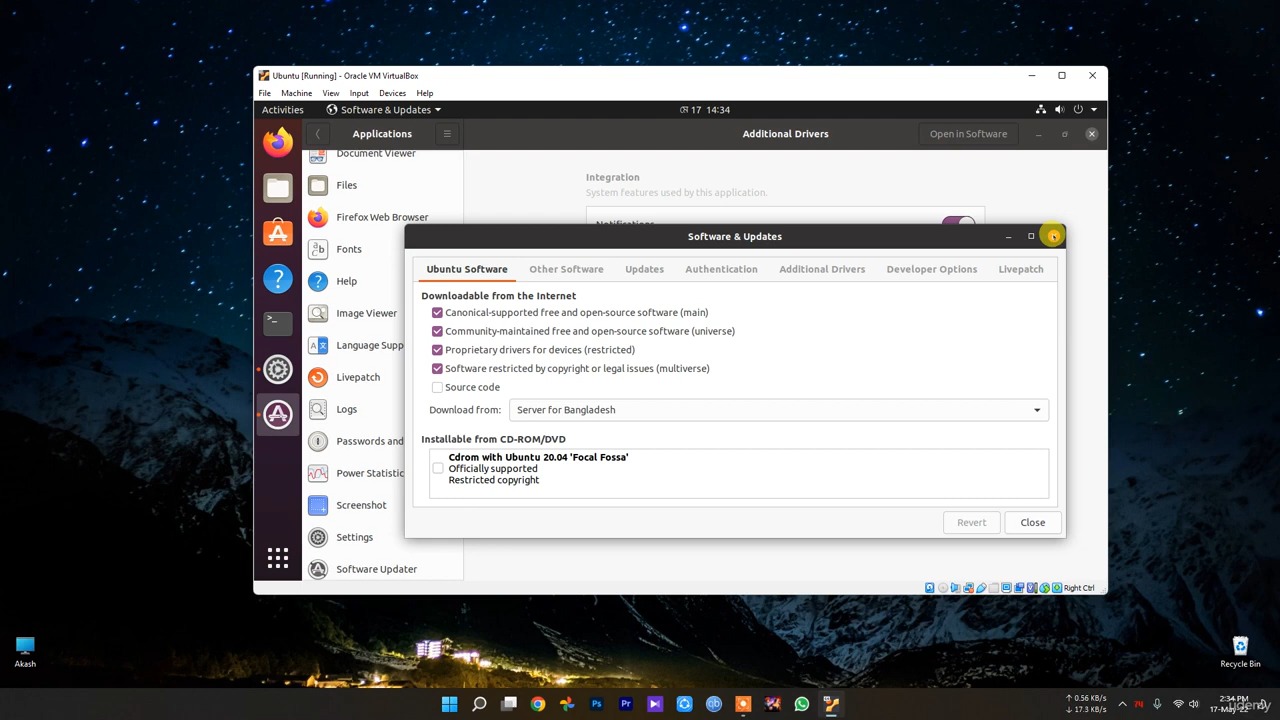 Ubuntu [Running] - Oracle VM VirtualBox
File Machine View Input Devices Help
Activities Software & Updates মে 17 14:34
Applications Additional Drivers Open in Software
Document Viewer
Integration
System features used by this application.
Files
Firefox Web Browser
Notifications
Software & Updates
Fonts
Ubuntu Software Other Software Updates Authentication Additional Drivers Developer Options Livepatch
Help
Downloadable from the Internet
Image Viewer
Canonical-supported free and open-source software (main)
Community-maintained free and open-source software (universe)
Language Supp
Proprietary drivers for devices (restricted)
Software restricted by copyright or legal issues (multiverse)
Livepatch
Source code
Logs
Download from: Server for Bangladesh
Passwords and
Installable from CD-ROM/DVD
Cdrom with Ubuntu 20.04 'Focal Fossa'
Officially supported
Restricted copyright
Power Statistic
Screenshot
Revert Close
Settings
Software Updater
Right Ctrl
Akash
Recycle Bin
Ps Pr qb
↑ 0.56 KB/s
↓ 17.3 KB/s
2:34 PM
17-May-
Udemy